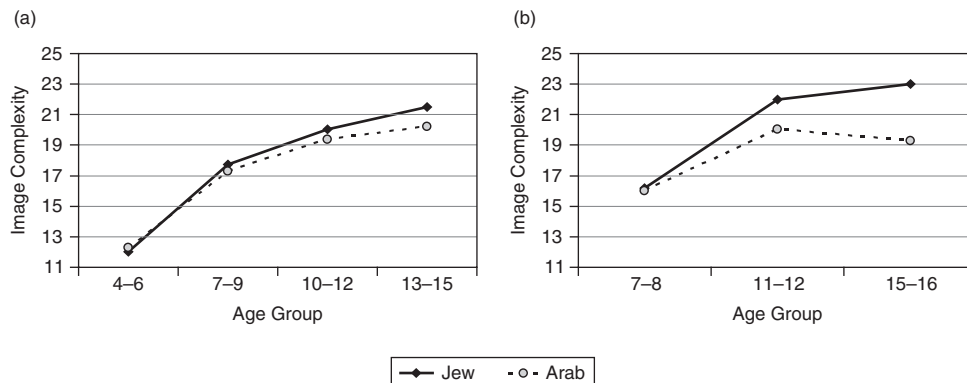 (a)
25
23
21
19
17
15
13
11
Image Complexity
4–6 7–9 10–12 13–15
Age Group
(b)
25
23
21
19
17
15
13
11
Image Complexity
7–8 11–12 15–16
Age Group
Jew Arab